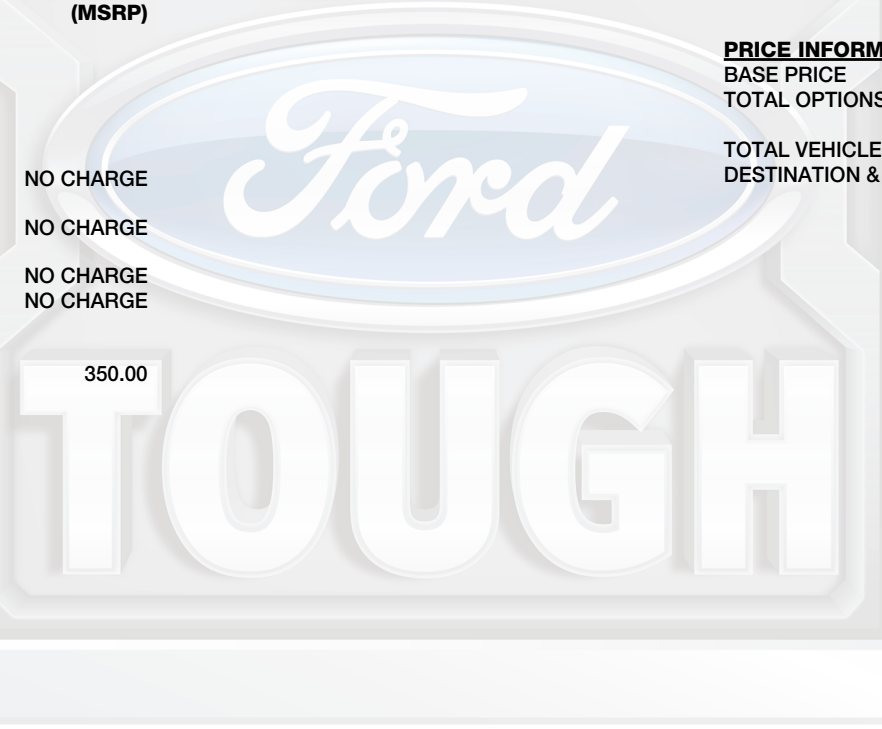 (MSRP)
NO CHARGE
NO CHARGE
NO CHARGE
NO CHARGE
350.00
PRICE INFORM
BASE PRICE
TOTAL OPTIONS
TOTAL VEHICLE
DESTINATION &
Ford
TOUGH